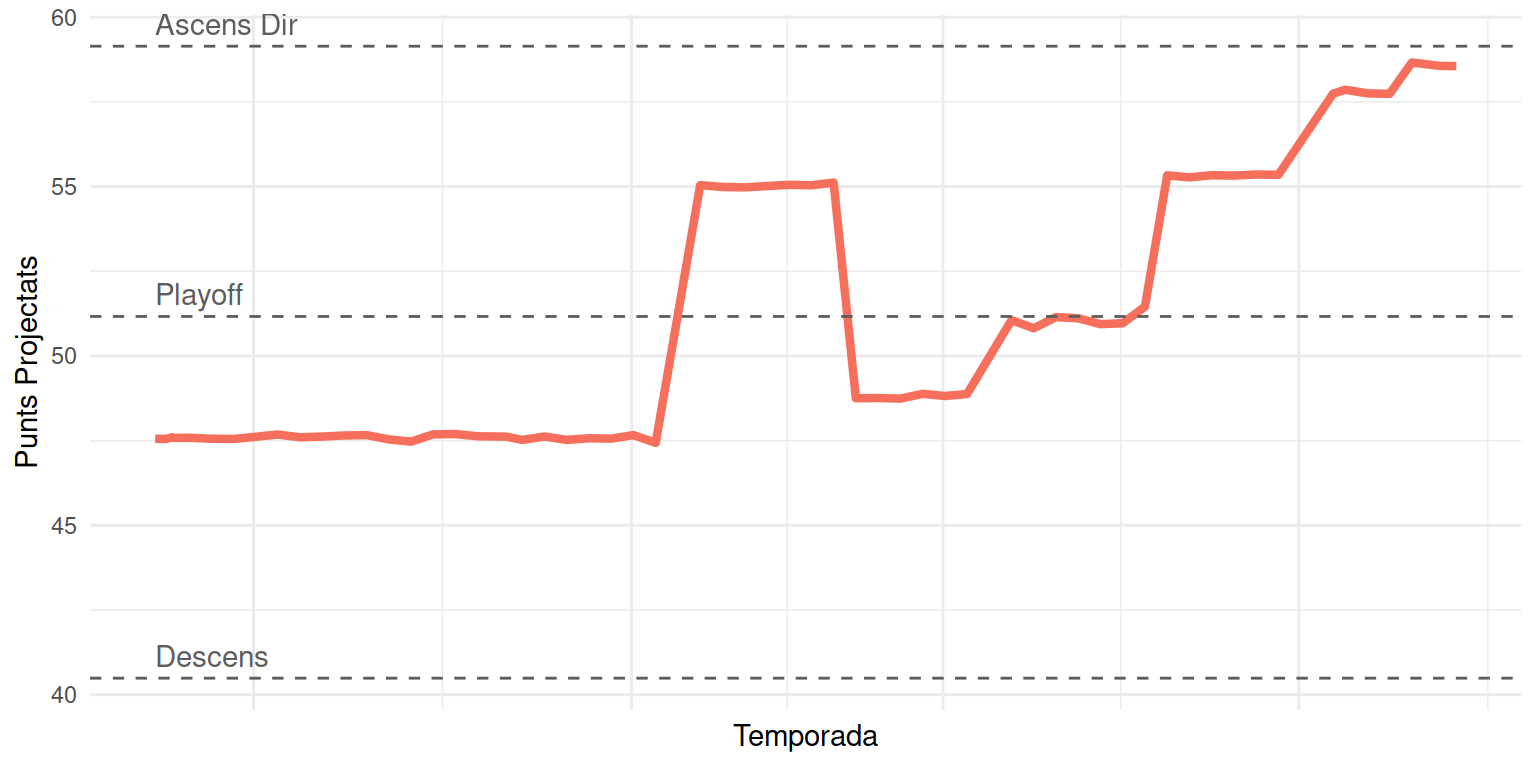 60
Ascens Dir
55
Playoff
50
45
Descens
40
Punts Projectats
Temporada